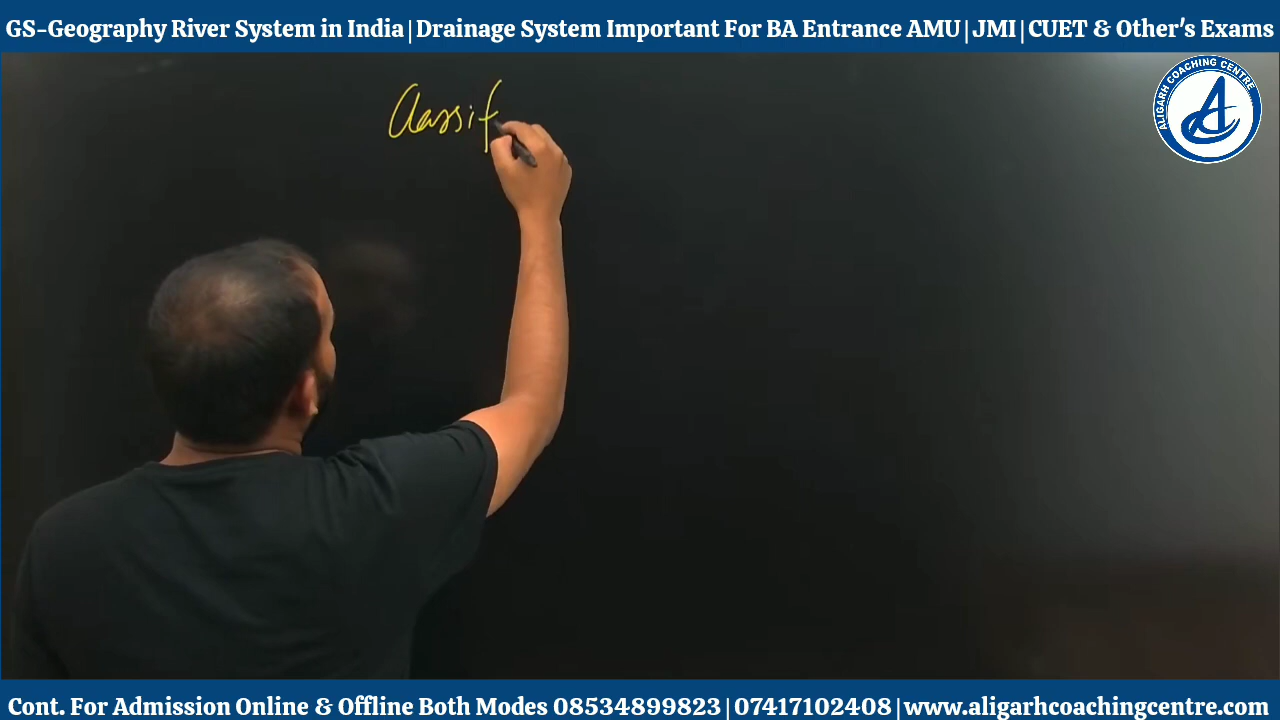 GS-Geography River System in India|Drainage System Important For BA Entrance AMU|JMI|CUET & Other's Exams
ALIGARH COACHING CENTRE
A
Classif
Cont. For Admission Online & Offline Both Modes 08534899823|07417102408|www.aligarhcoachingcentre.com